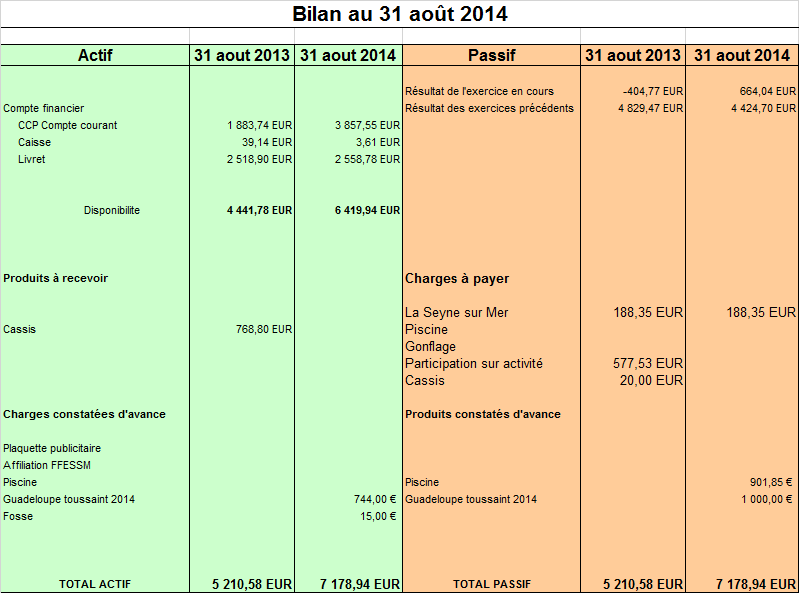 Bilan au 31 août 2014
Actif 31 aout 2013 31 aout 2014 Passif 31 aout 2013 31 aout 2014
Résultat de l'exercice en cours -404,77 EUR 664,04 EUR
Compte financier Résultat des exercices précédents 4 829,47 EUR 4 424,70 EUR
CCP Compte courant 1 883,74 EUR 3 857,55 EUR
Caisse 39,14 EUR 3,61 EUR
Livret 2 518,90 EUR 2 558,78 EUR
Disponibilite 4 441,78 EUR 6 419,94 EUR
Produits à recevoir Charges à payer
La Seyne sur Mer 188,35 EUR 188,35 EUR
Cassis 768,80 EUR Piscine
Gonflage
Participation sur activité 577,53 EUR
Cassis 20,00 EUR
Charges constatées d'avance Produits constatés d'avance
Plaquette publicitaire
Affiliation FFESSM
Piscine Piscine 901,85 €
Guadeloupe toussaint 2014 744,00 € Guadeloupe toussaint 2014 1 000,00 €
Fosse 15,00 €
TOTAL ACTIF 5 210,58 EUR 7 178,94 EUR TOTAL PASSIF 5 210,58 EUR 7 178,94 EUR